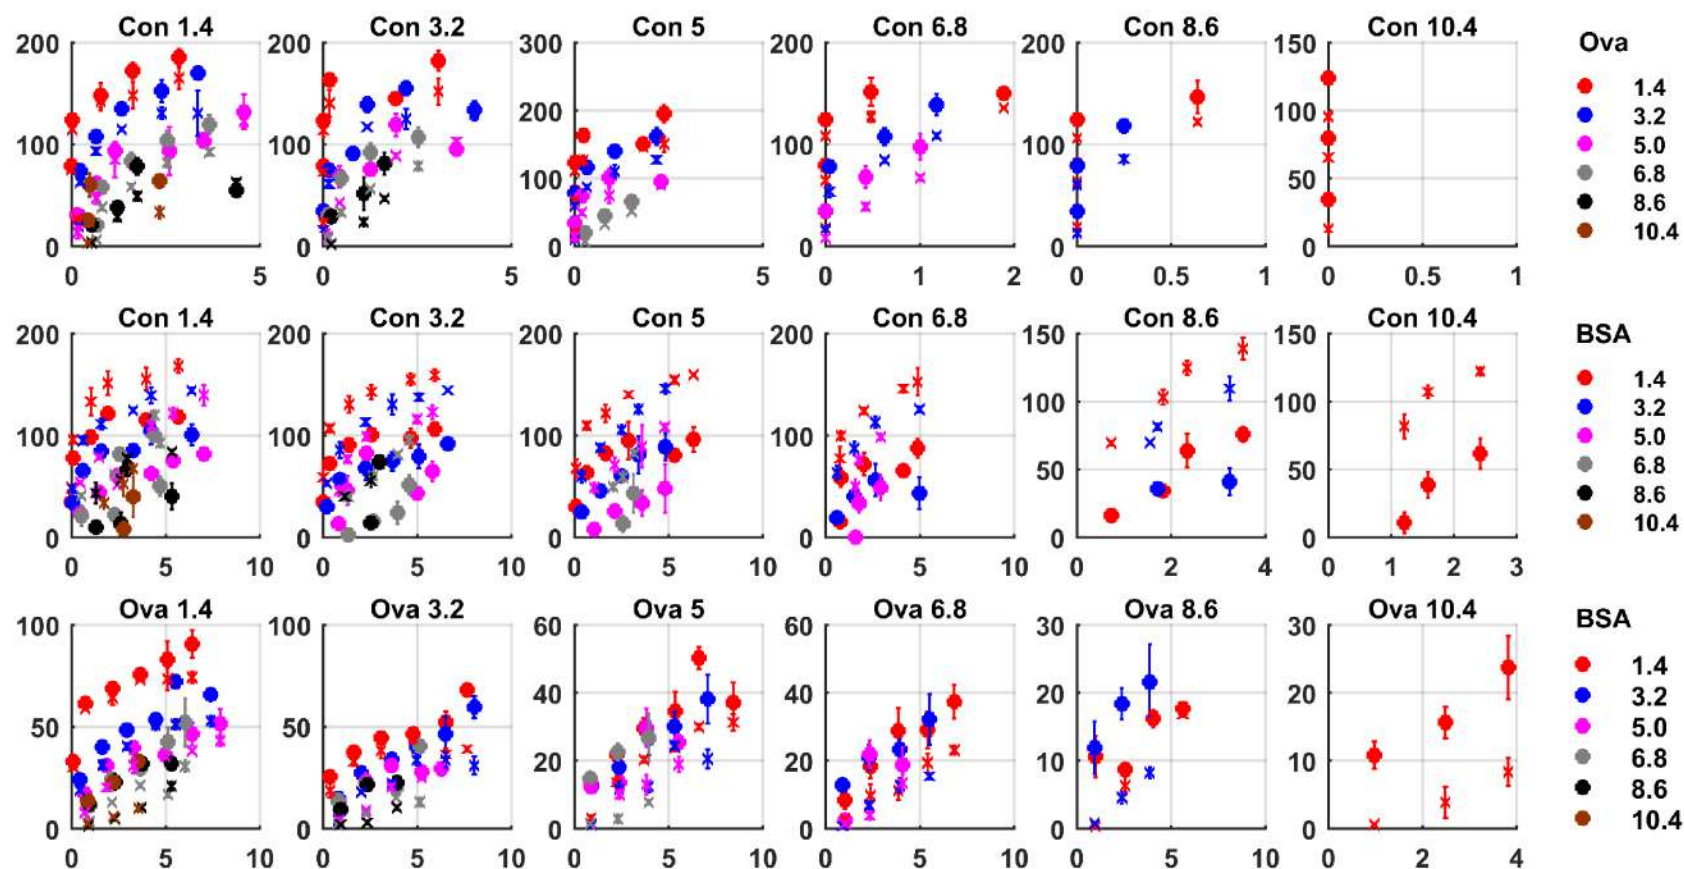 Con 1.4 Con 3.2 Con 5 Con 6.8 Con 8.6 Con 10.4
200 200 300 200 200 150 Ova
1.4
200 100 100
3.2
100 100 100 100 5.0
100 50 6.8
8.6
0 0 0 0 0 0 10.4
0 5 0 5 0 5 0 1 2 0 0.5 1 0 0.5 1
Con 1.4 Con 3.2 Con 5 Con 6.8 Con 8.6 Con 10.4
200 200 200 200 150 150 BSA
1.4
100 100 3.2
100 100 100 100 5.0
50 50 6.8
8.6
0 0 0 0 0 0 10.4
0 5 10 0 5 10 0 5 10 0 5 10 0 2 4 0 1 2 3
Ova 1.4 Ova 3.2 Ova 5 Ova 6.8 Ova 8.6 Ova 10.4
100 100 60 60 30 30 BSA
1.4
40 40 20 20 3.2
50 50 5.0
20 20 10 10 6.8
8.6
0 0 0 0 0 0 10.4
0 5 10 0 5 10 0 5 10 0 5 10 0 5 10 0 2 4